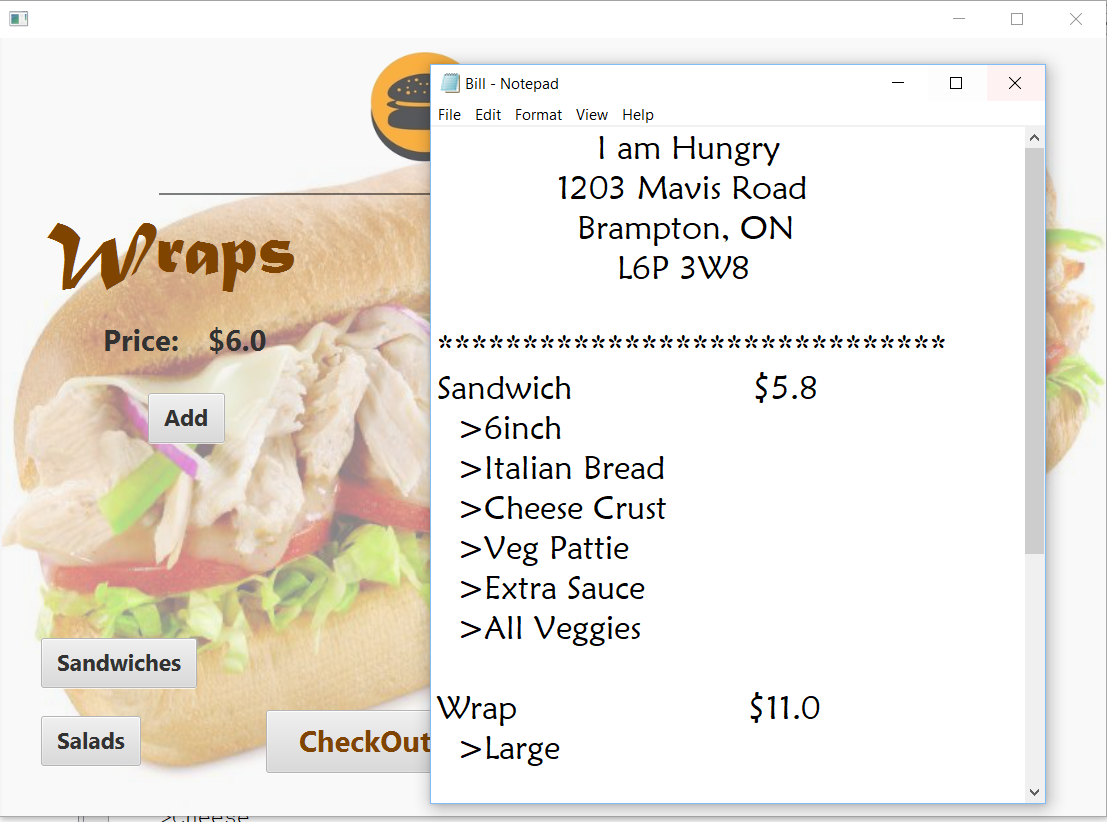 Bill - Notepad
File Edit Format View Help
I am Hungry
1203 Mavis Road
Brampton, ON
L6P 3W8
******************************
Sandwich $5.8
>6inch
>Italian Bread
>Cheese Crust
>Veg Pattie
>Extra Sauce
>All Veggies
Wrap $11.0
>Large
Wraps
Price: $6.0
Add
Sandwiches
Salads
CheckOut
>Cheese